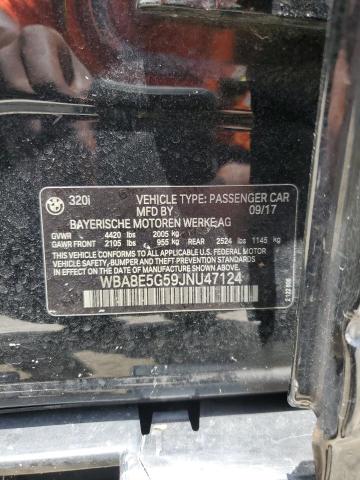 320i VEHICLE TYPE: PASSENGER CAR
MFD BY 09/17
BAYERISCHE MOTOREN WERKE AG
GVWR 4420 lbs 2005 kg
GAWR FRONT 2105 lbs 955 kg REAR 2524 lbs 1145 kg
THIS VEHICLE CONFORMS TO ALL APPLICABLE U.S. FEDERAL MOTOR
VEHICLE SAFETY, BUMPER AND THEFT PREVENTION STANDARDS
IN EFFECT ON THE DATE OF MANUFACTURE SHOWN ABOVE.
WBA8E5G59JNU47124